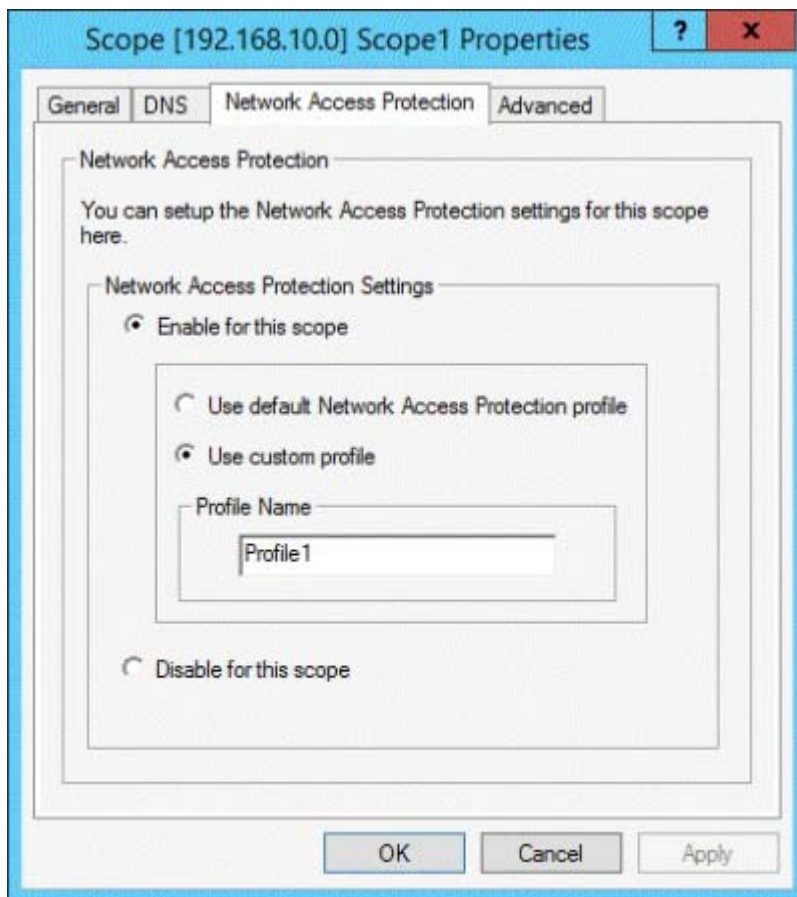 Scope [192.168.10.0] Scope1 Properties
?
x
General
DNS
Network Access Protection
Advanced
Network Access Protection
You can setup the Network Access Protection settings for this scope
here.
Network Access Protection Settings
Enable for this scope
Use default Network Access Protection profile
Use custom profile
Profile Name
Profile1
Disable for this scope
OK
Cancel
Apply